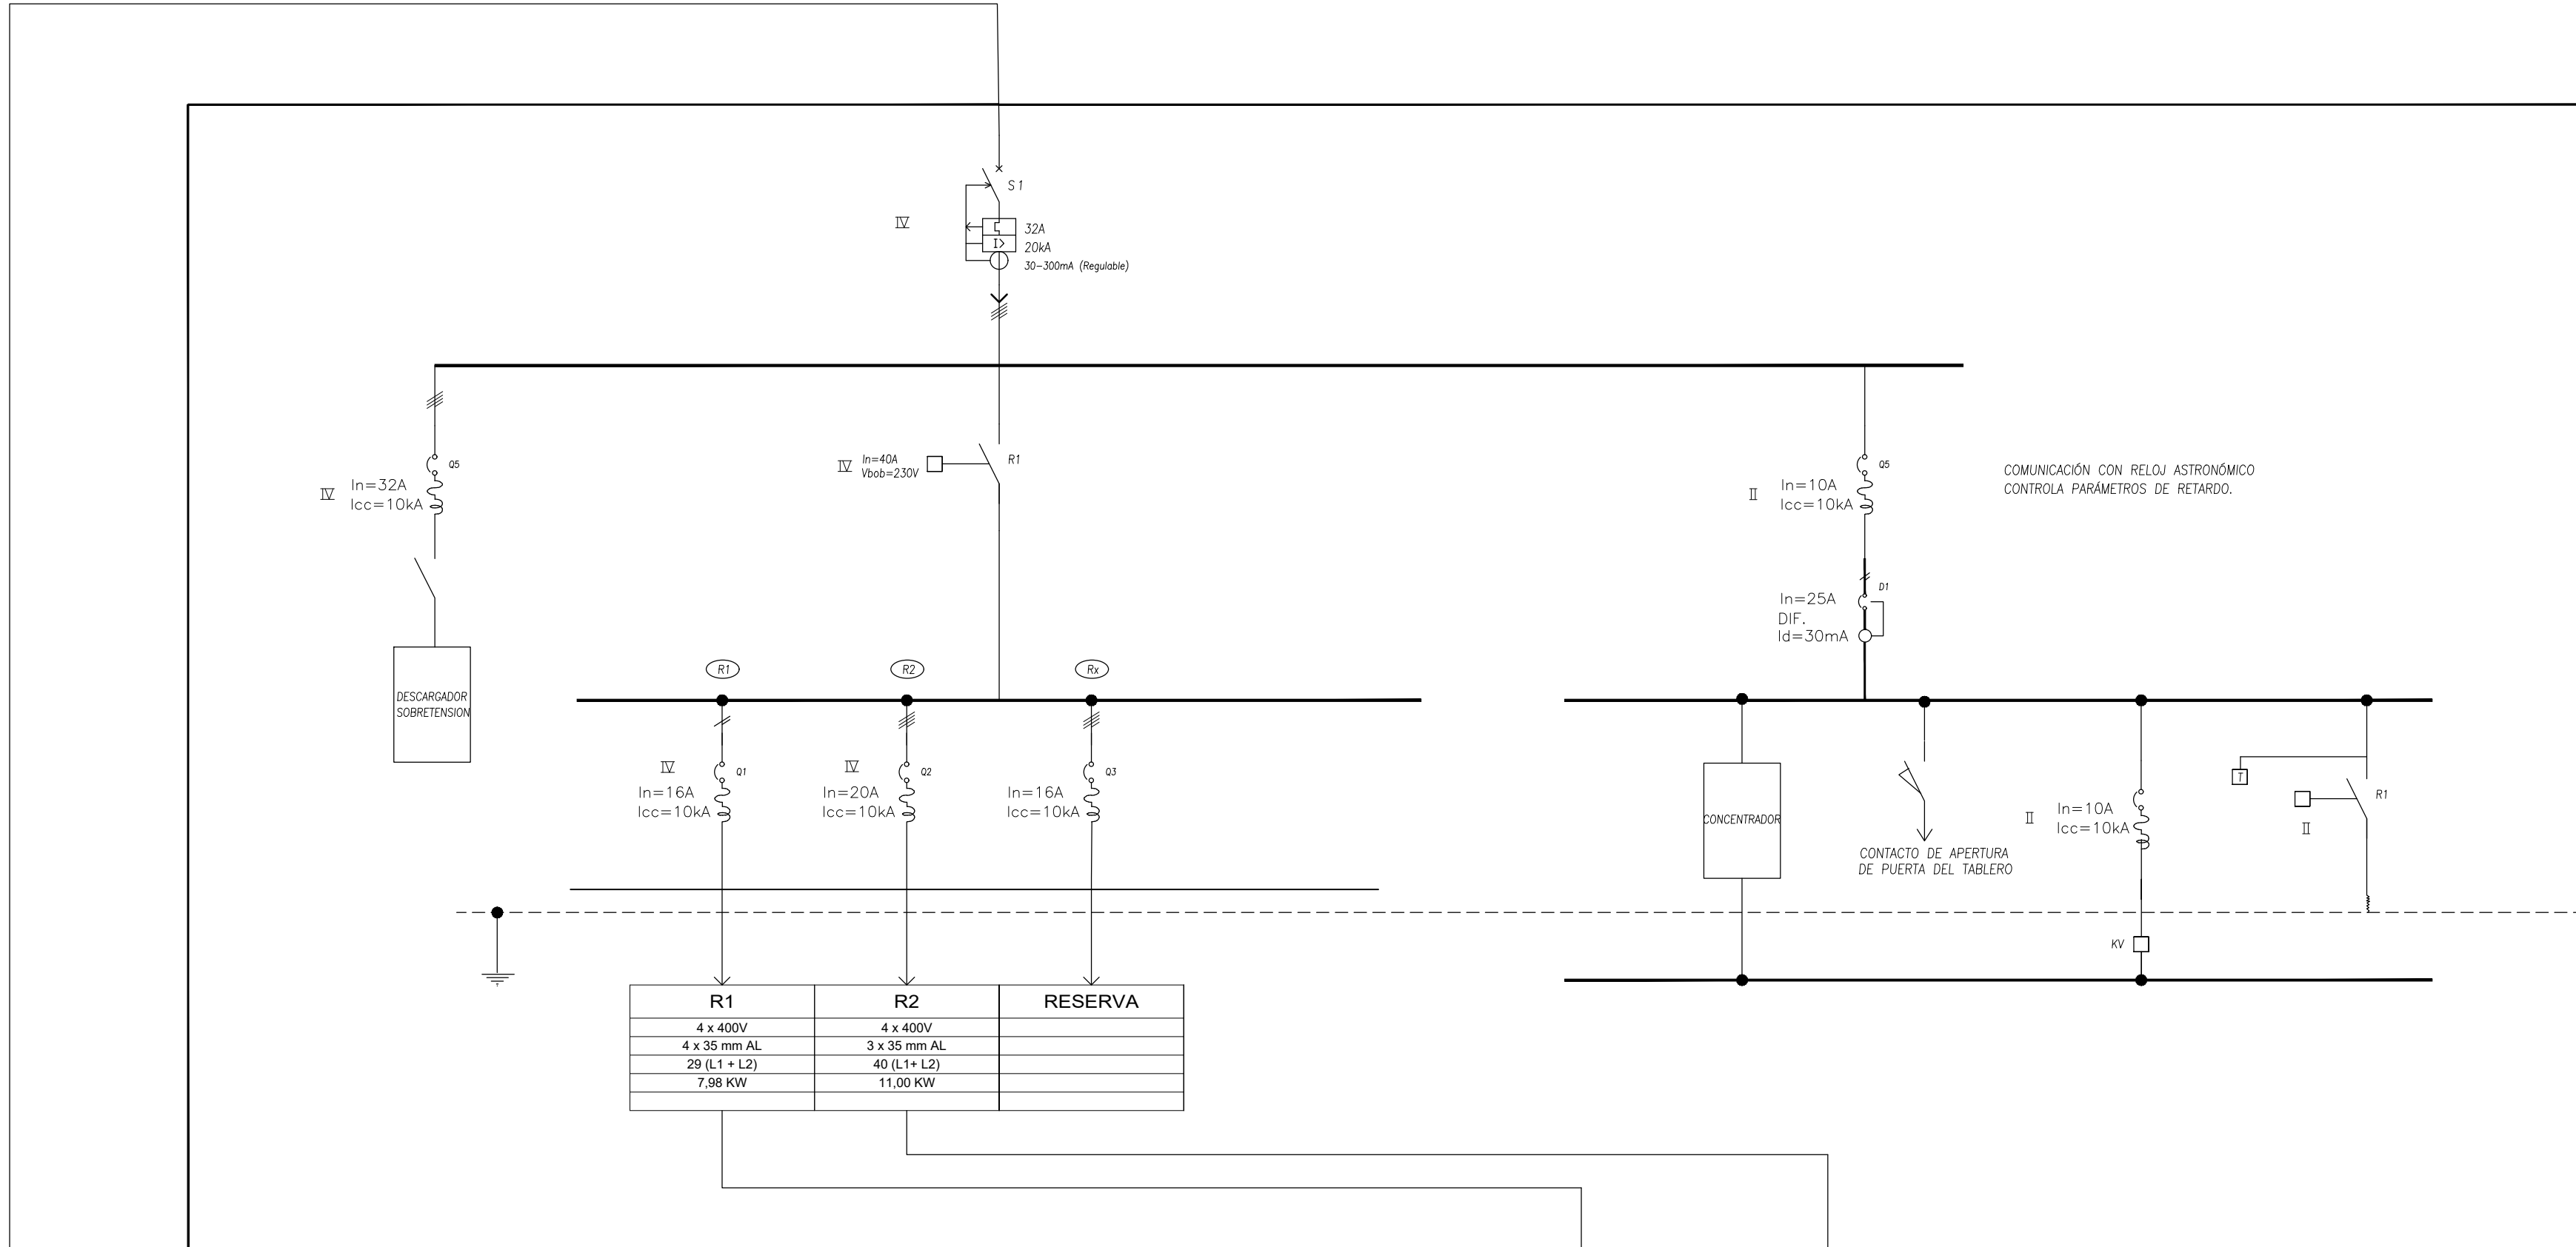 S1
IV
32A
I>
20kA
30-300mA (Regulable)
Q5
IV
In=32A
Icc=10kA
DESCARGADOR
SOBRETENSION
IV
In=40A
Vbob=230V
R1
Q5
II
In=10A
Icc=10kA
COMUNICACIÓN CON RELOJ ASTRONÓMICO
CONTROLA PARÁMETROS DE RETARDO.
D1
In=25A
DIF.
Id=30mA
R1
R2
Rx
IV
Q1
In=16A
Icc=10kA
IV
Q2
In=20A
Icc=10kA
Q3
In=16A
Icc=10kA
CONCENTRADOR
CONTACTO DE APERTURA
DE PUERTA DEL TABLERO
II
In=10A
Icc=10kA
T
R1
II
KV
R1 R2 RESERVA
4 x 400V 4 x 400V
4 x 35 mm AL 3 x 35 mm AL
29 (L1 + L2) 40 (L1+ L2)
7,98 KW 11,00 KW